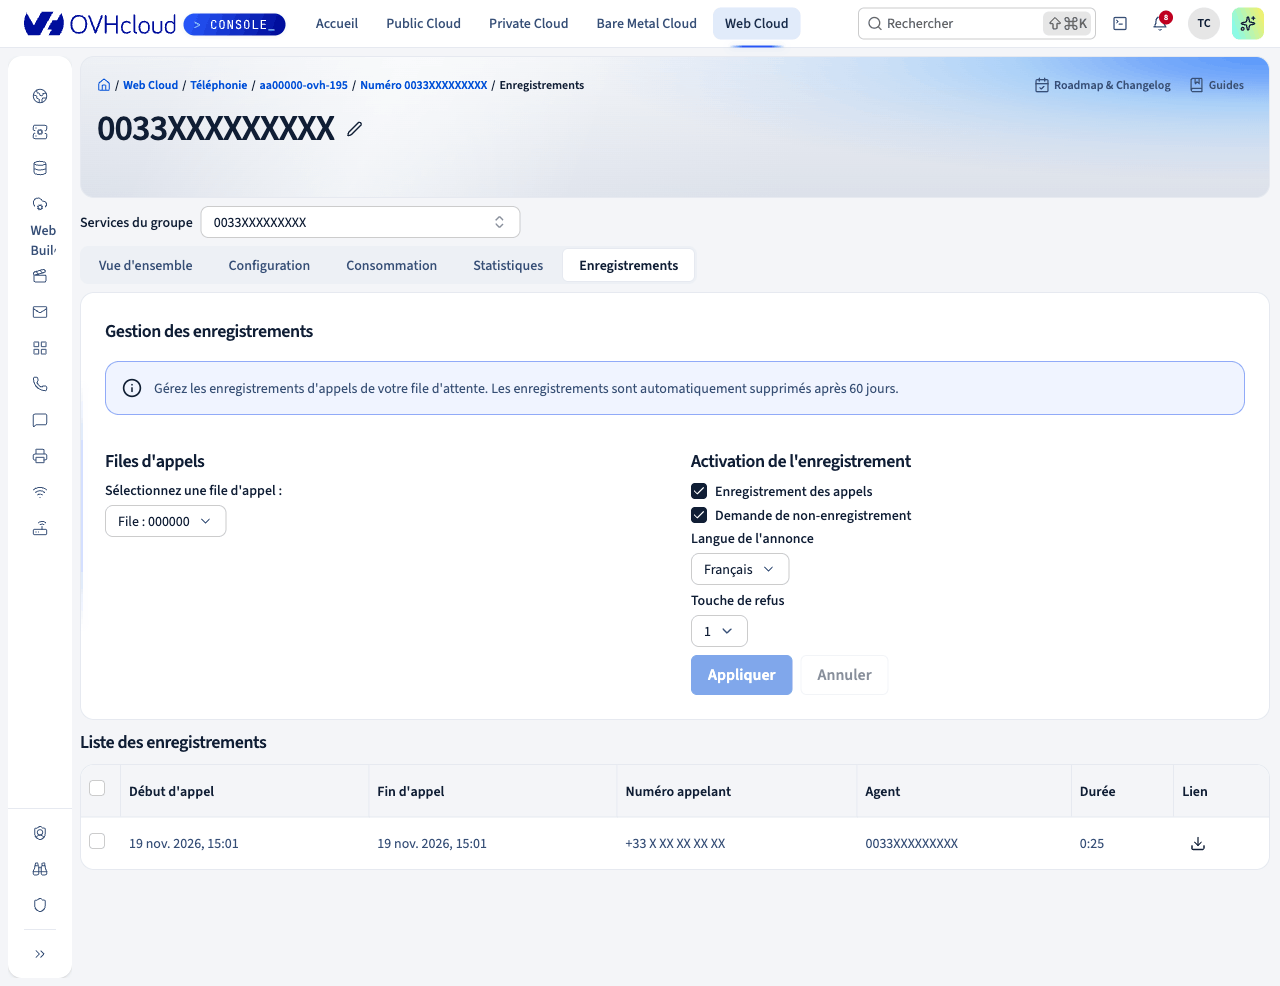 OVHcloud > CONSOLE_ Accueil Public Cloud Private Cloud Bare Metal Cloud Web Cloud Rechercher ⇧⌘K 8 TC
/ Web Cloud / Téléphonie / aa00000-ovh-195 / Numéro 0033XXXXXXXXX / Enregistrements Roadmap & Changelog Guides
0033XXXXXXXXX
Services du groupe 0033XXXXXXXXX
Web
Buil
Vue d'ensemble Configuration Consommation Statistiques Enregistrements
Gestion des enregistrements
Gérez les enregistrements d'appels de votre file d'attente. Les enregistrements sont automatiquement supprimés après 60 jours.
Files d'appels
Sélectionnez une file d'appel :
File : 000000
Activation de l'enregistrement
Enregistrement des appels
Demande de non-enregistrement
Langue de l'annonce
Français
Touche de refus
1
Appliquer Annuler
Liste des enregistrements
Début d'appel Fin d'appel Numéro appelant Agent Durée Lien
19 nov. 2026, 15:01 19 nov. 2026, 15:01 +33 X XX XX XX XX 0033XXXXXXXXX 0:25